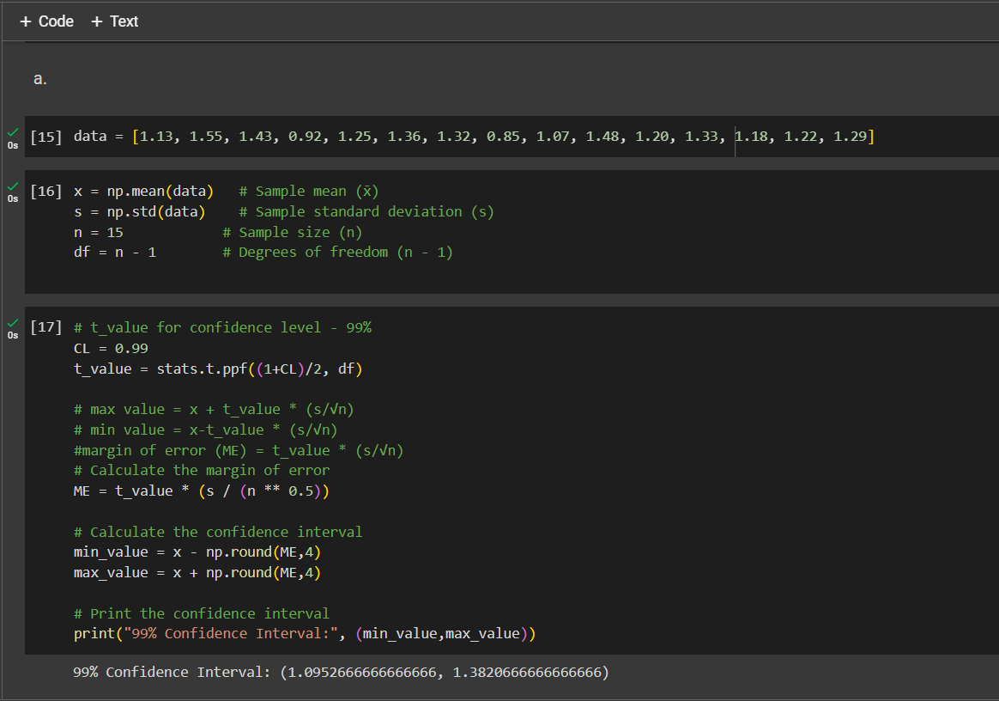 + Code + Text
a.
0s
[15] data = [1.13, 1.55, 1.43, 0.92, 1.25, 1.36, 1.32, 0.85, 1.07, 1.48, 1.20, 1.33, 1.18, 1.22, 1.29]
0s
[16] x = np.mean(data)   # Sample mean (x̄)
s = np.std(data)    # Sample standard deviation (s)
n = 15            # Sample size (n)
df = n - 1        # Degrees of freedom (n - 1)
0s
[17] # t_value for confidence level - 99%
CL = 0.99
t_value = stats.t.ppf((1+CL)/2, df)
# max value = x + t_value * (s/√n)
# min value = x-t_value * (s/√n)
#margin of error (ME) = t_value * (s/√n)
# Calculate the margin of error
ME = t_value * (s / (n ** 0.5))
# Calculate the confidence interval
min_value = x - np.round(ME,4)
max_value = x + np.round(ME,4)
# Print the confidence interval
print("99% Confidence Interval:", (min_value,max_value))
99% Confidence Interval: (1.0952666666666666, 1.3820666666666666)